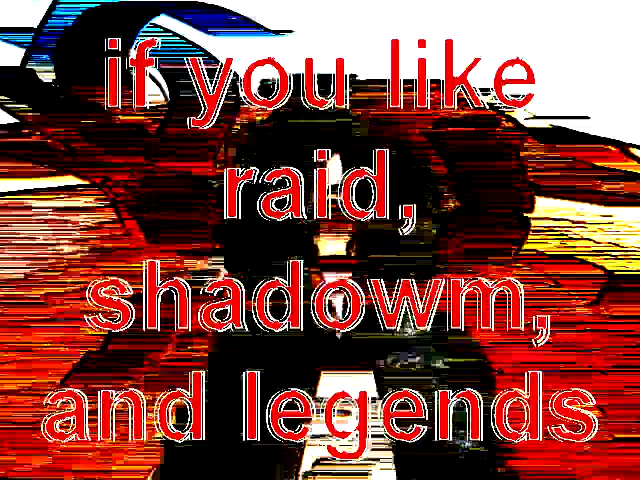 if you like
raid,
shadowm,
and legends